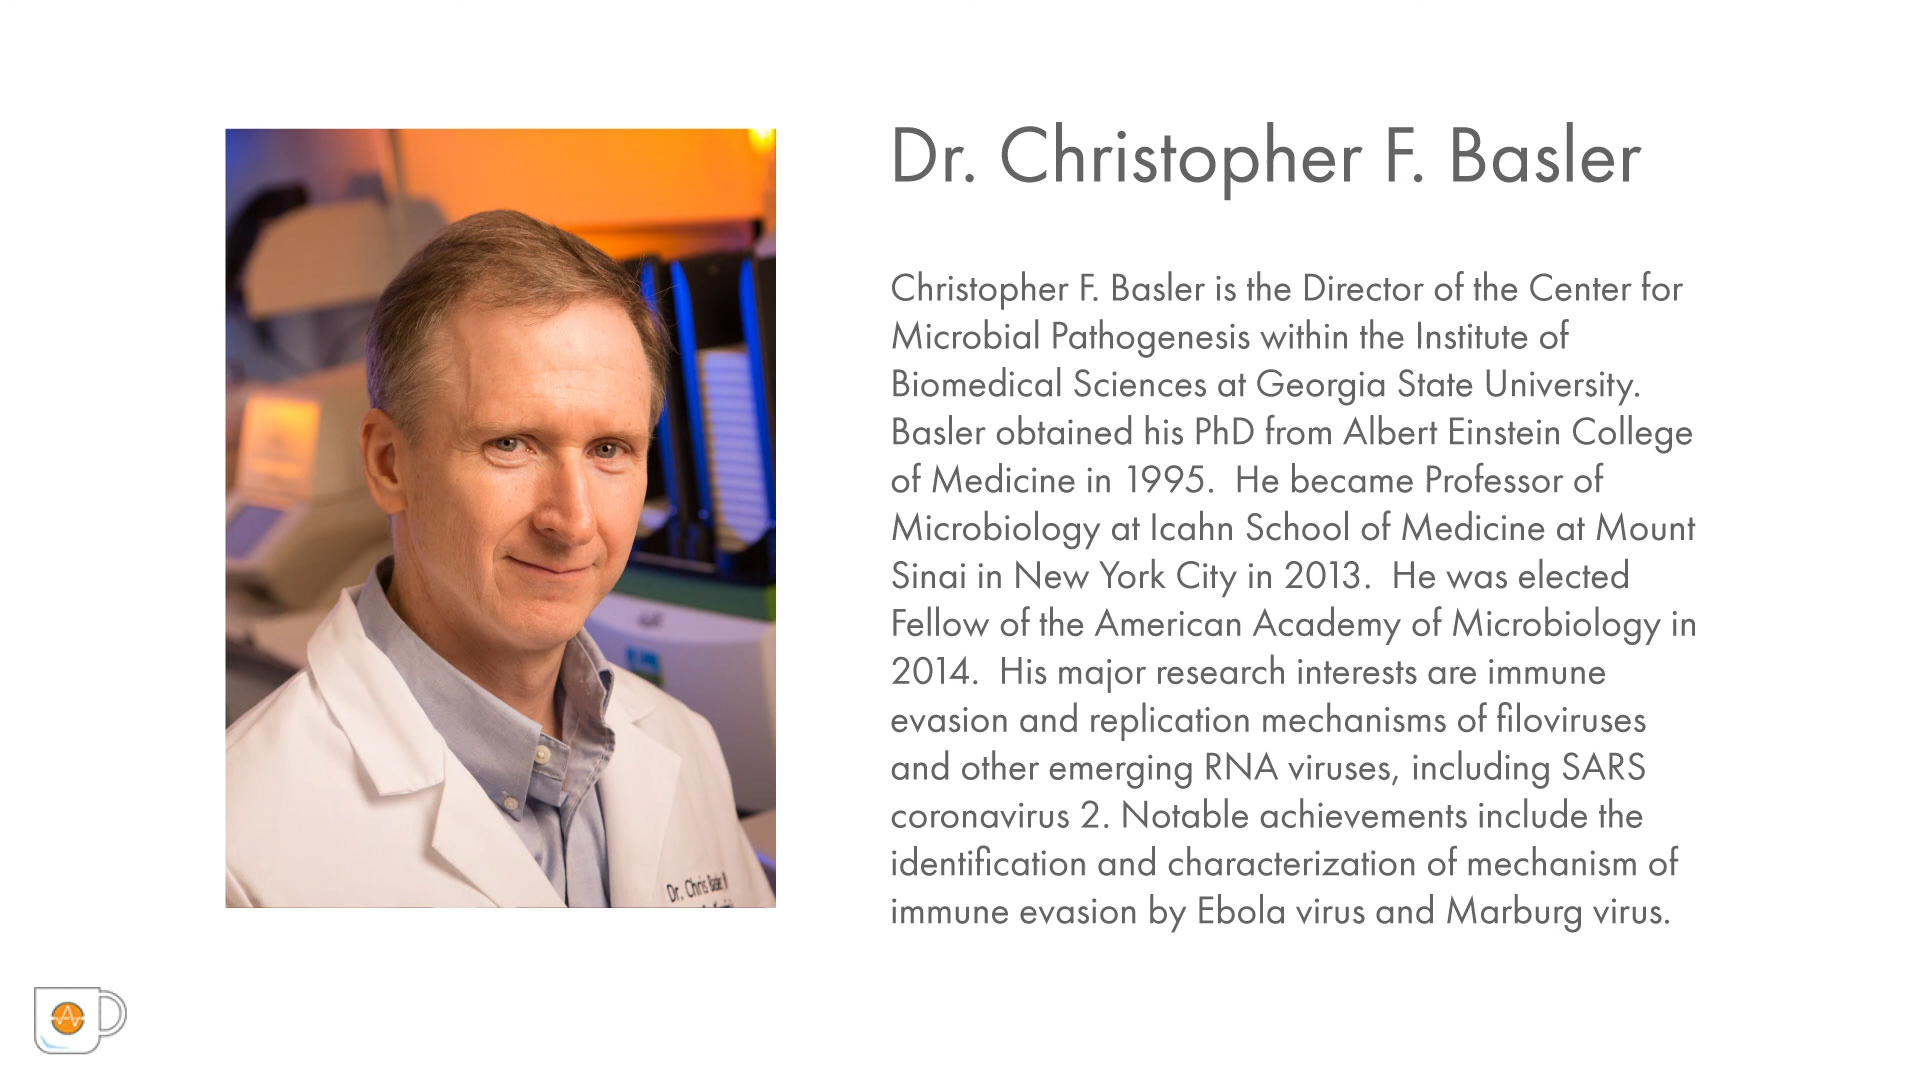 Dr. Christopher F. Basler
Christopher F. Basler is the Director of the Center for
Microbial Pathogenesis within the Institute of
Biomedical Sciences at Georgia State University.
Basler obtained his PhD from Albert Einstein College
of Medicine in 1995. He became Professor of
Microbiology at Icahn School of Medicine at Mount
Sinai in New York City in 2013. He was elected
Fellow of the American Academy of Microbiology in
2014. His major research interests are immune
evasion and replication mechanisms of filoviruses
and other emerging RNA viruses, including SARS
coronavirus 2. Notable achievements include the
identification and characterization of mechanism of
immune evasion by Ebola virus and Marburg virus.
Dr. Chris Basler